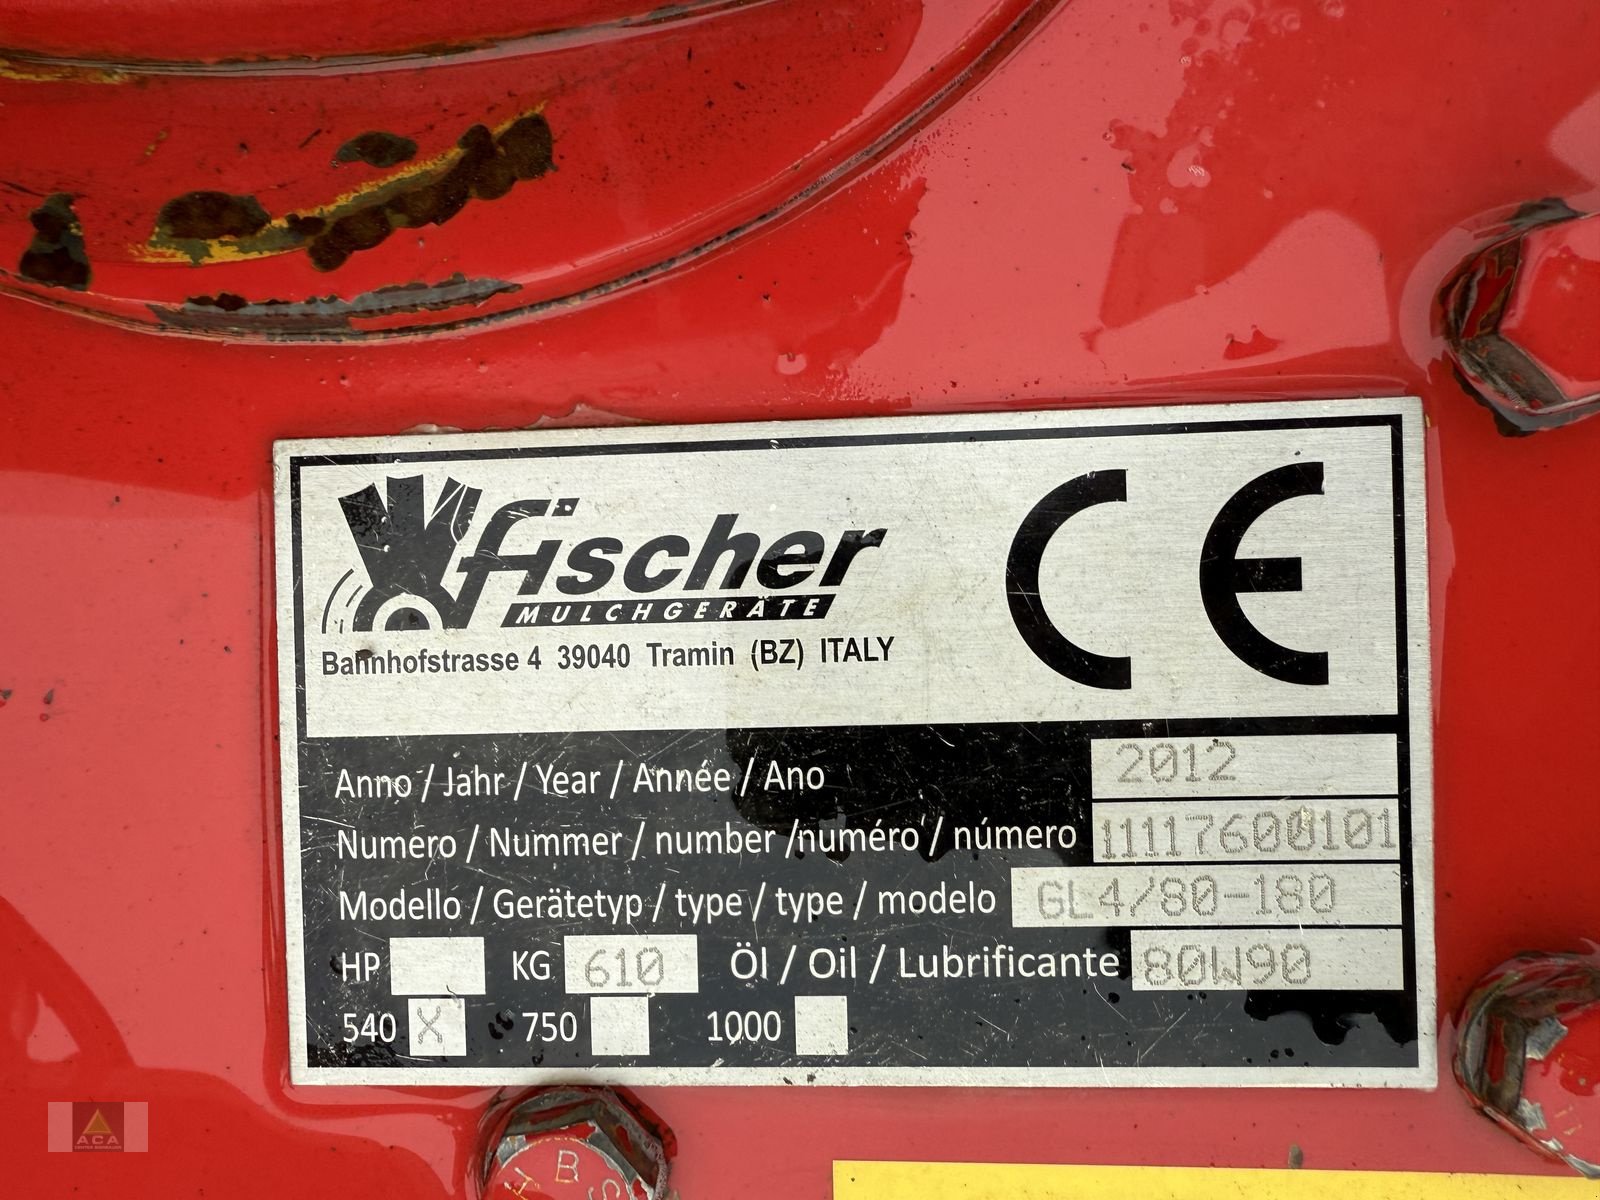 Fischer
MULCHGERÄTE
Bahnhofstrasse 4 39040 Tramin (BZ) ITALY
CE
Anno / Jahr / Year / Année / Ano 2012
Numero / Nummer / number /numéro / número 11117600101
Modello / Gerätetyp / type / type / modelo GL4/80-180
HP KG 610 Öl / Oil / Lubrificante 80W90
540 X 750 1000
ACA